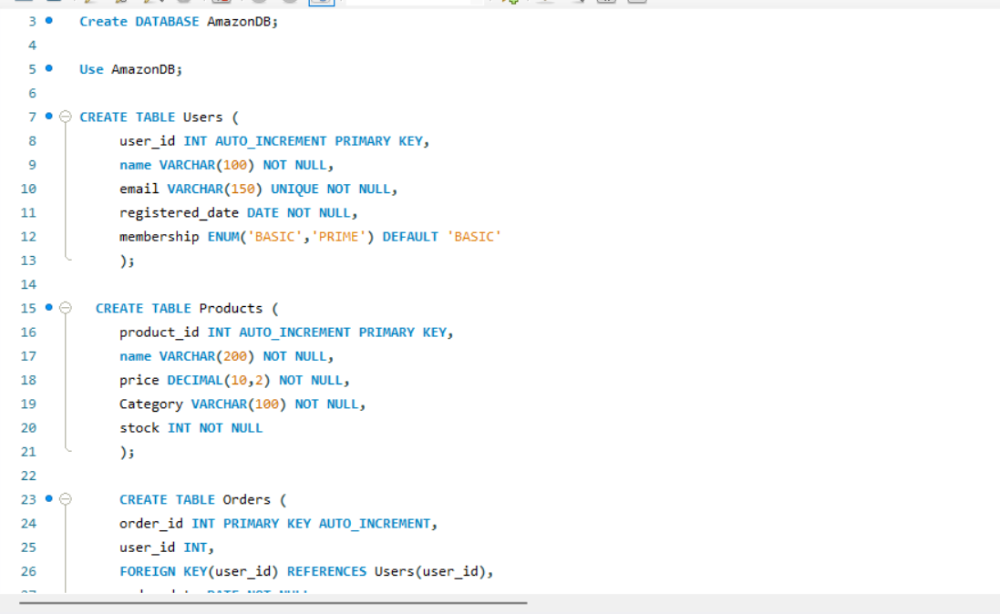 3 Create DATABASE AmazonDB;
4
5 Use AmazonDB;
6
7 CREATE TABLE Users (
8 user_id INT AUTO_INCREMENT PRIMARY KEY,
9 name VARCHAR(100) NOT NULL,
10 email VARCHAR(150) UNIQUE NOT NULL,
11 registered_date DATE NOT NULL,
12 membership ENUM('BASIC','PRIME') DEFAULT 'BASIC'
13 );
14
15 CREATE TABLE Products (
16 product_id INT AUTO_INCREMENT PRIMARY KEY,
17 name VARCHAR(200) NOT NULL,
18 price DECIMAL(10,2) NOT NULL,
19 Category VARCHAR(100) NOT NULL,
20 stock INT NOT NULL
21 );
22
23 CREATE TABLE Orders (
24 order_id INT PRIMARY KEY AUTO_INCREMENT,
25 user_id INT,
26 FOREIGN KEY(user_id) REFERENCES Users(user_id),